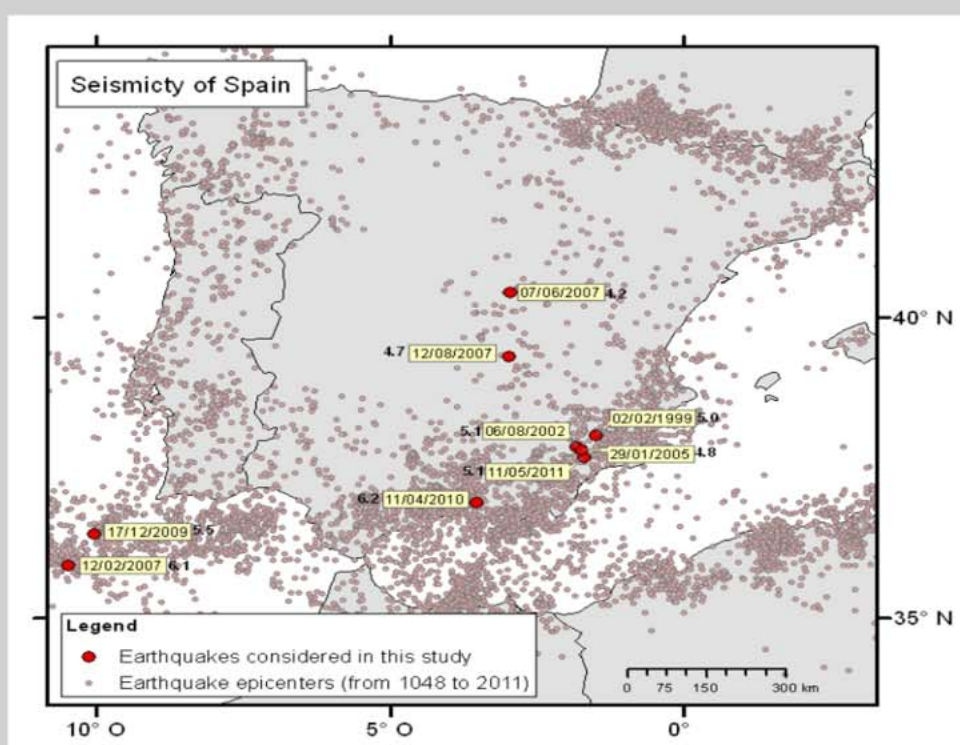 Seismicty of Spain
07/06/2007 4.2
40° N
4.7 12/08/2007
02/02/1999 5.0
5.1 06/08/2002
29/01/2005 4.8
5.1 11/05/2011
6.2 11/04/2010
17/12/2009 5.5
12/02/2007 6.1
35° N
Legend
Earthquakes considered in this study
Earthquake epicenters (from 1048 to 2011)
0 75 150 300 km
10° O 5° O 0°